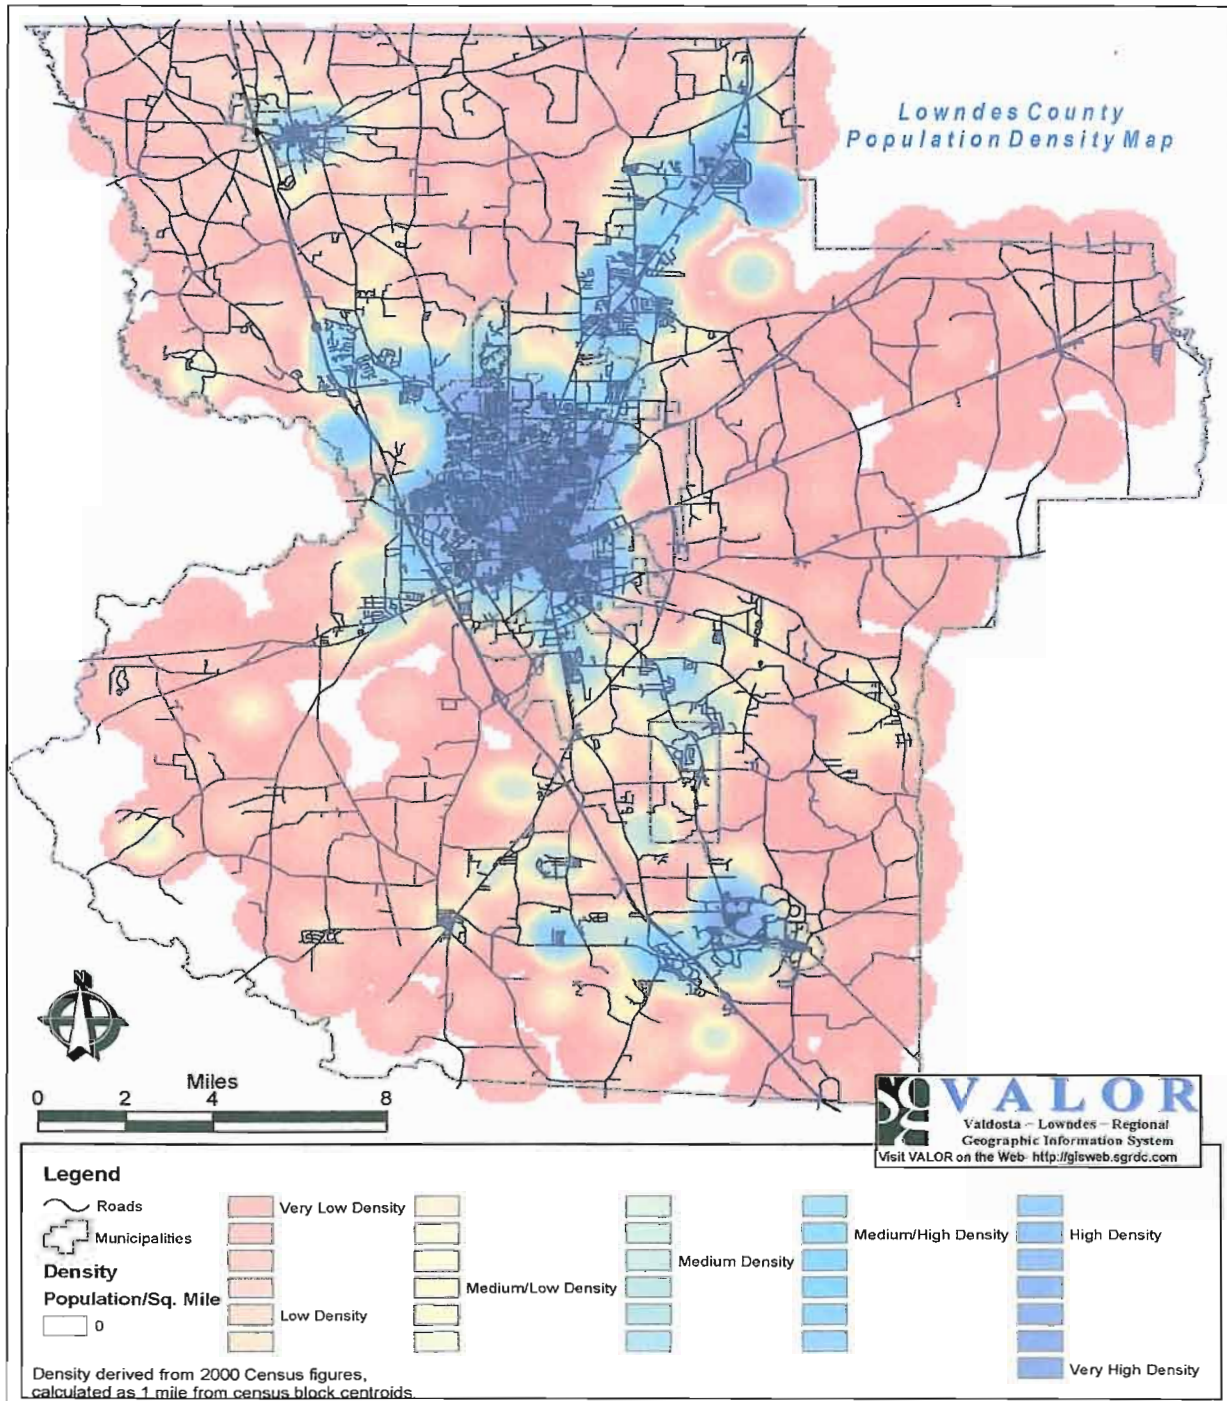 Lowndes County
Population Density Map
N
Miles
0 2 4 8
sg
VALOR
Valdosta – Lowndes – Regional
Geographic Information System
Visit VALOR on the Web- http://gisweb.sgrdc.com
Legend
Roads
Municipalities
Density
Population/Sq. Mile
0
Very Low Density
Low Density
Medium/Low Density
Medium Density
Medium/High Density
High Density
Very High Density
Density derived from 2000 Census figures,
calculated as 1 mile from census block centroids.